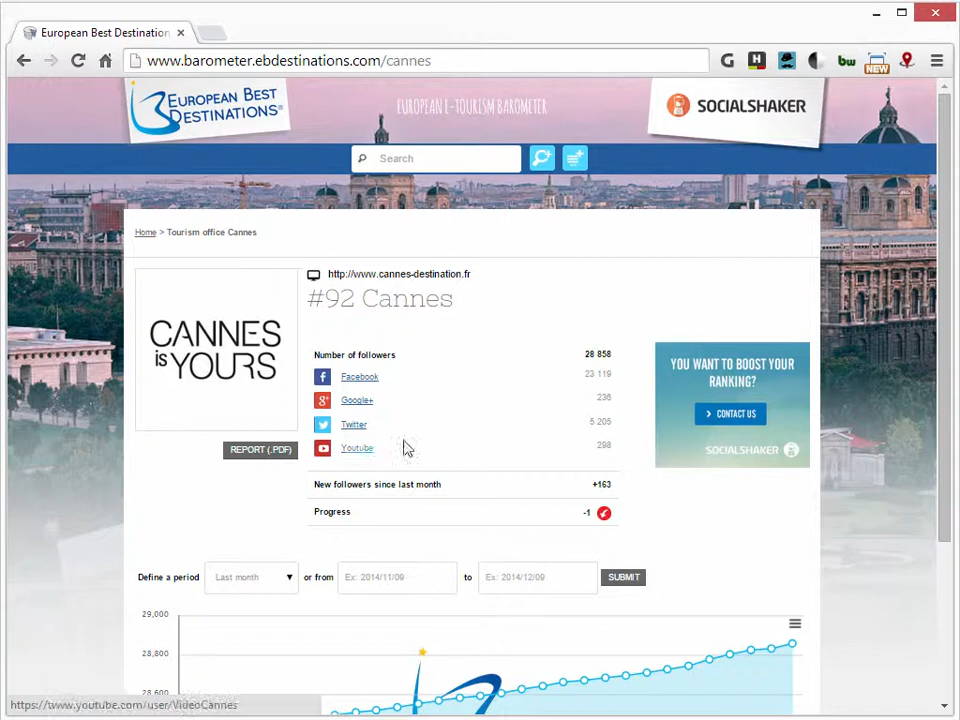 European Best Destination
www.barometer.ebdestinations.com/cannes
G
H
bw
NEW
EUROPEAN BEST
DESTINATIONS®
EUROPEAN E-TOURISM BAROMETER
SOCIALSHAKER
Search
Home > Tourism office Cannes
CANNES
is YOURS
REPORT (.PDF)
http://www.cannes-destination.fr
#92 Cannes
Number of followers 28 858
Facebook 23 119
Google+ 236
Twitter 5 205
Youtube 298
New followers since last month +163
Progress -1
YOU WANT TO BOOST YOUR
RANKING?
> CONTACT US
SOCIALSHAKER
Define a period Last month or from Ex: 2014/11/09 to Ex: 2014/12/09 SUBMIT
29,000
28,800
28,600
https://www.youtube.com/user/VideoCannes